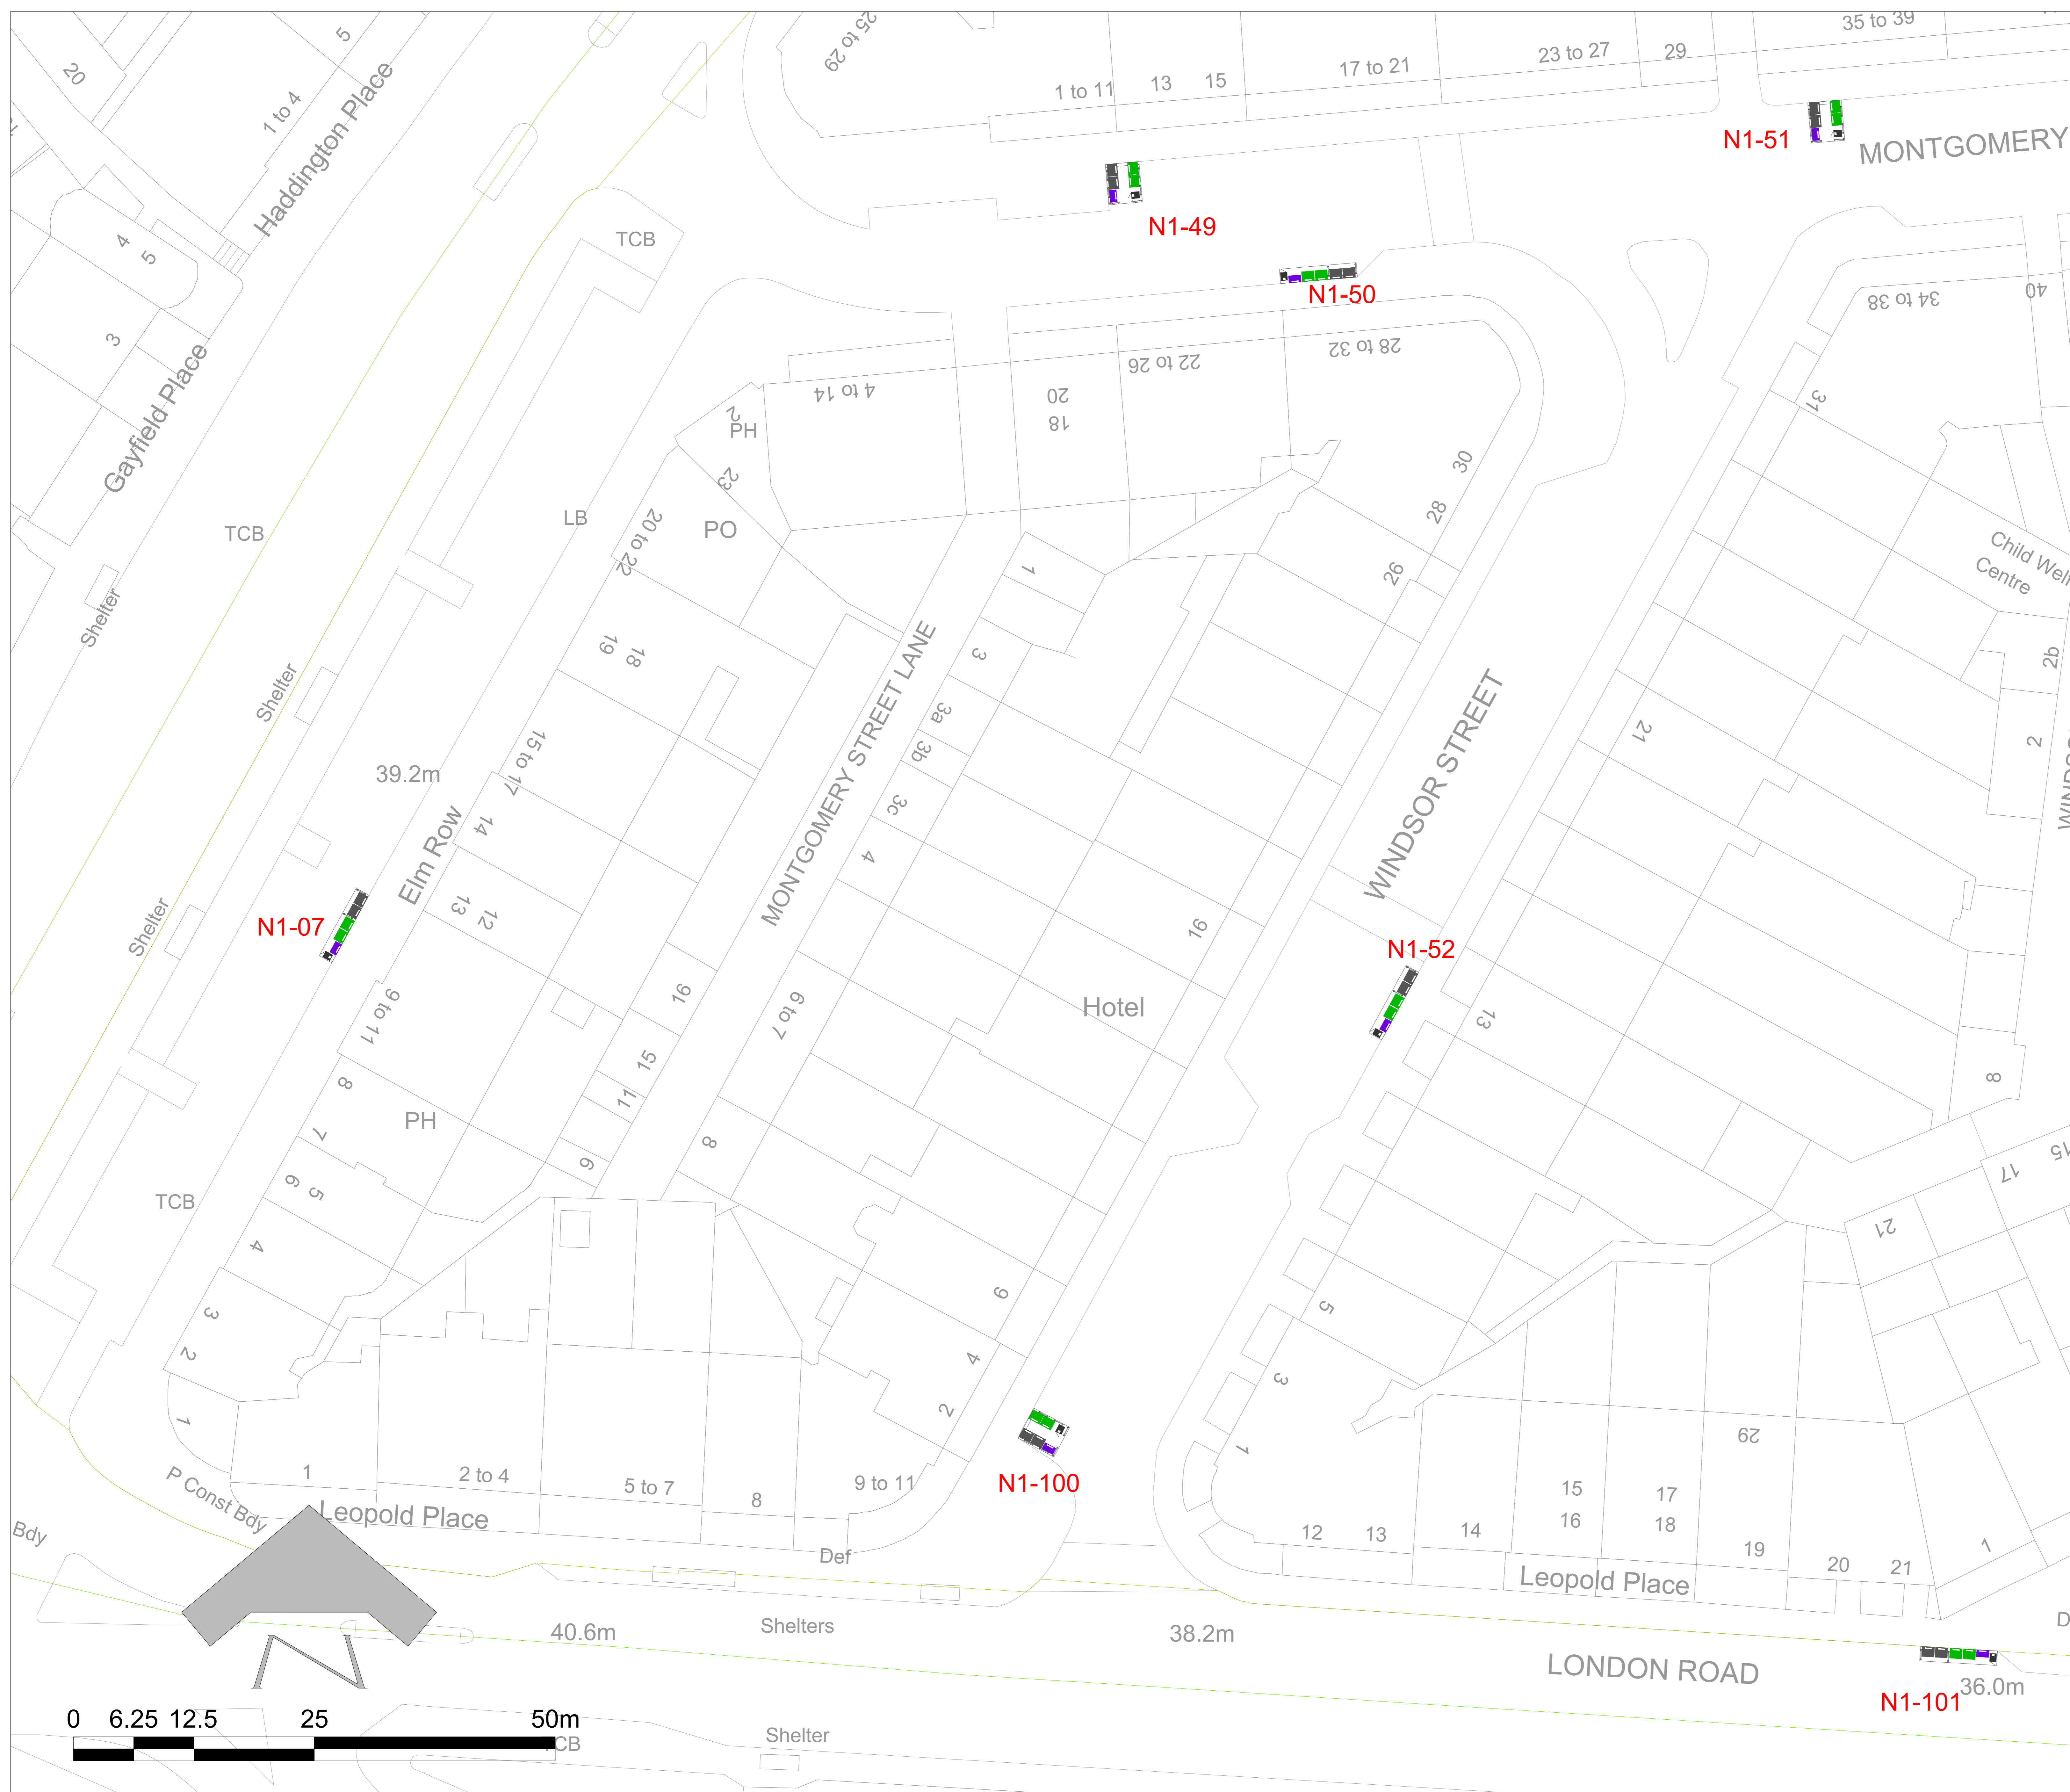 25 to 29
35 to 39
5
20
1 to 4
Haddington Place
1 to 11
13
15
17 to 21
23 to 27
29
N1-51
MONTGOMERY
N1-49
TCB
4
5
N1-50
34 to 38
40
3
Gayfield Place
4 to 14
20
18
22 to 26
28 to 32
31
2
PH
23
30
28
26
TCB
LB
20 to 22
PO
Shelter
1
Child
Centre
19
18
3
2b
Shelter
3a
3b
3c
4
MONTGOMERY STREET LANE
WINDSOR STREET
21
2
15 to 17
39.2m
14
Elm Row
N1-07
Shelter
13
12
16
N1-52
16
9 to 11
6 to 7
Hotel
13
15
11
8
8
7
PH
9
8
17
15
6
5
TCB
21
4
9
5
3
2
4
3
1
2
1
29
1
2 to 4
5 to 7
8
9 to 11
N1-100
15
16
17
18
P Const Bdy
Leopold Place
12
13
14
19
20
21
1
Bdy
Def
Leopold Place
40.6m
Shelters
38.2m
LONDON ROAD
36.0m
N1-101
N
0 6.25 12.5 25 50m
Shelter